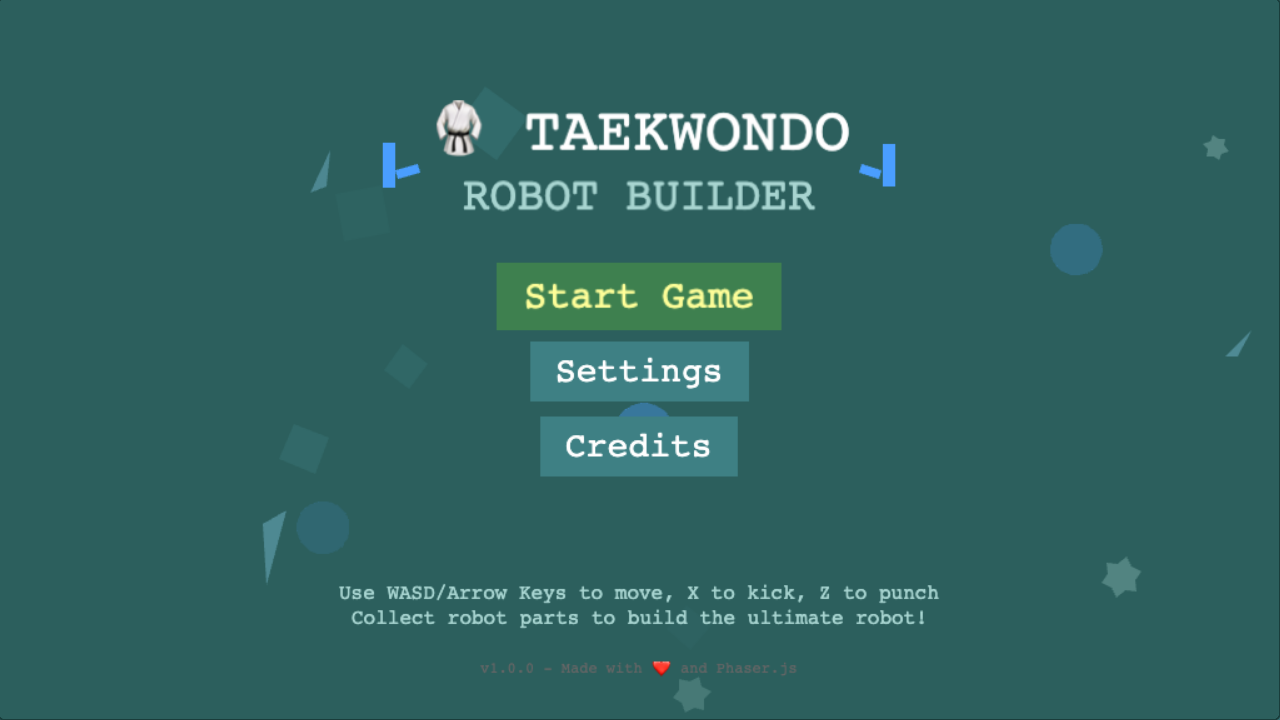 TAEKWONDO
ROBOT BUILDER
Start Game
Settings
Credits
Use WASD/Arrow Keys to move, X to kick, Z to punch
Collect robot parts to build the ultimate robot!
v1.0.0 - Made with ❤️ and Phaser.js